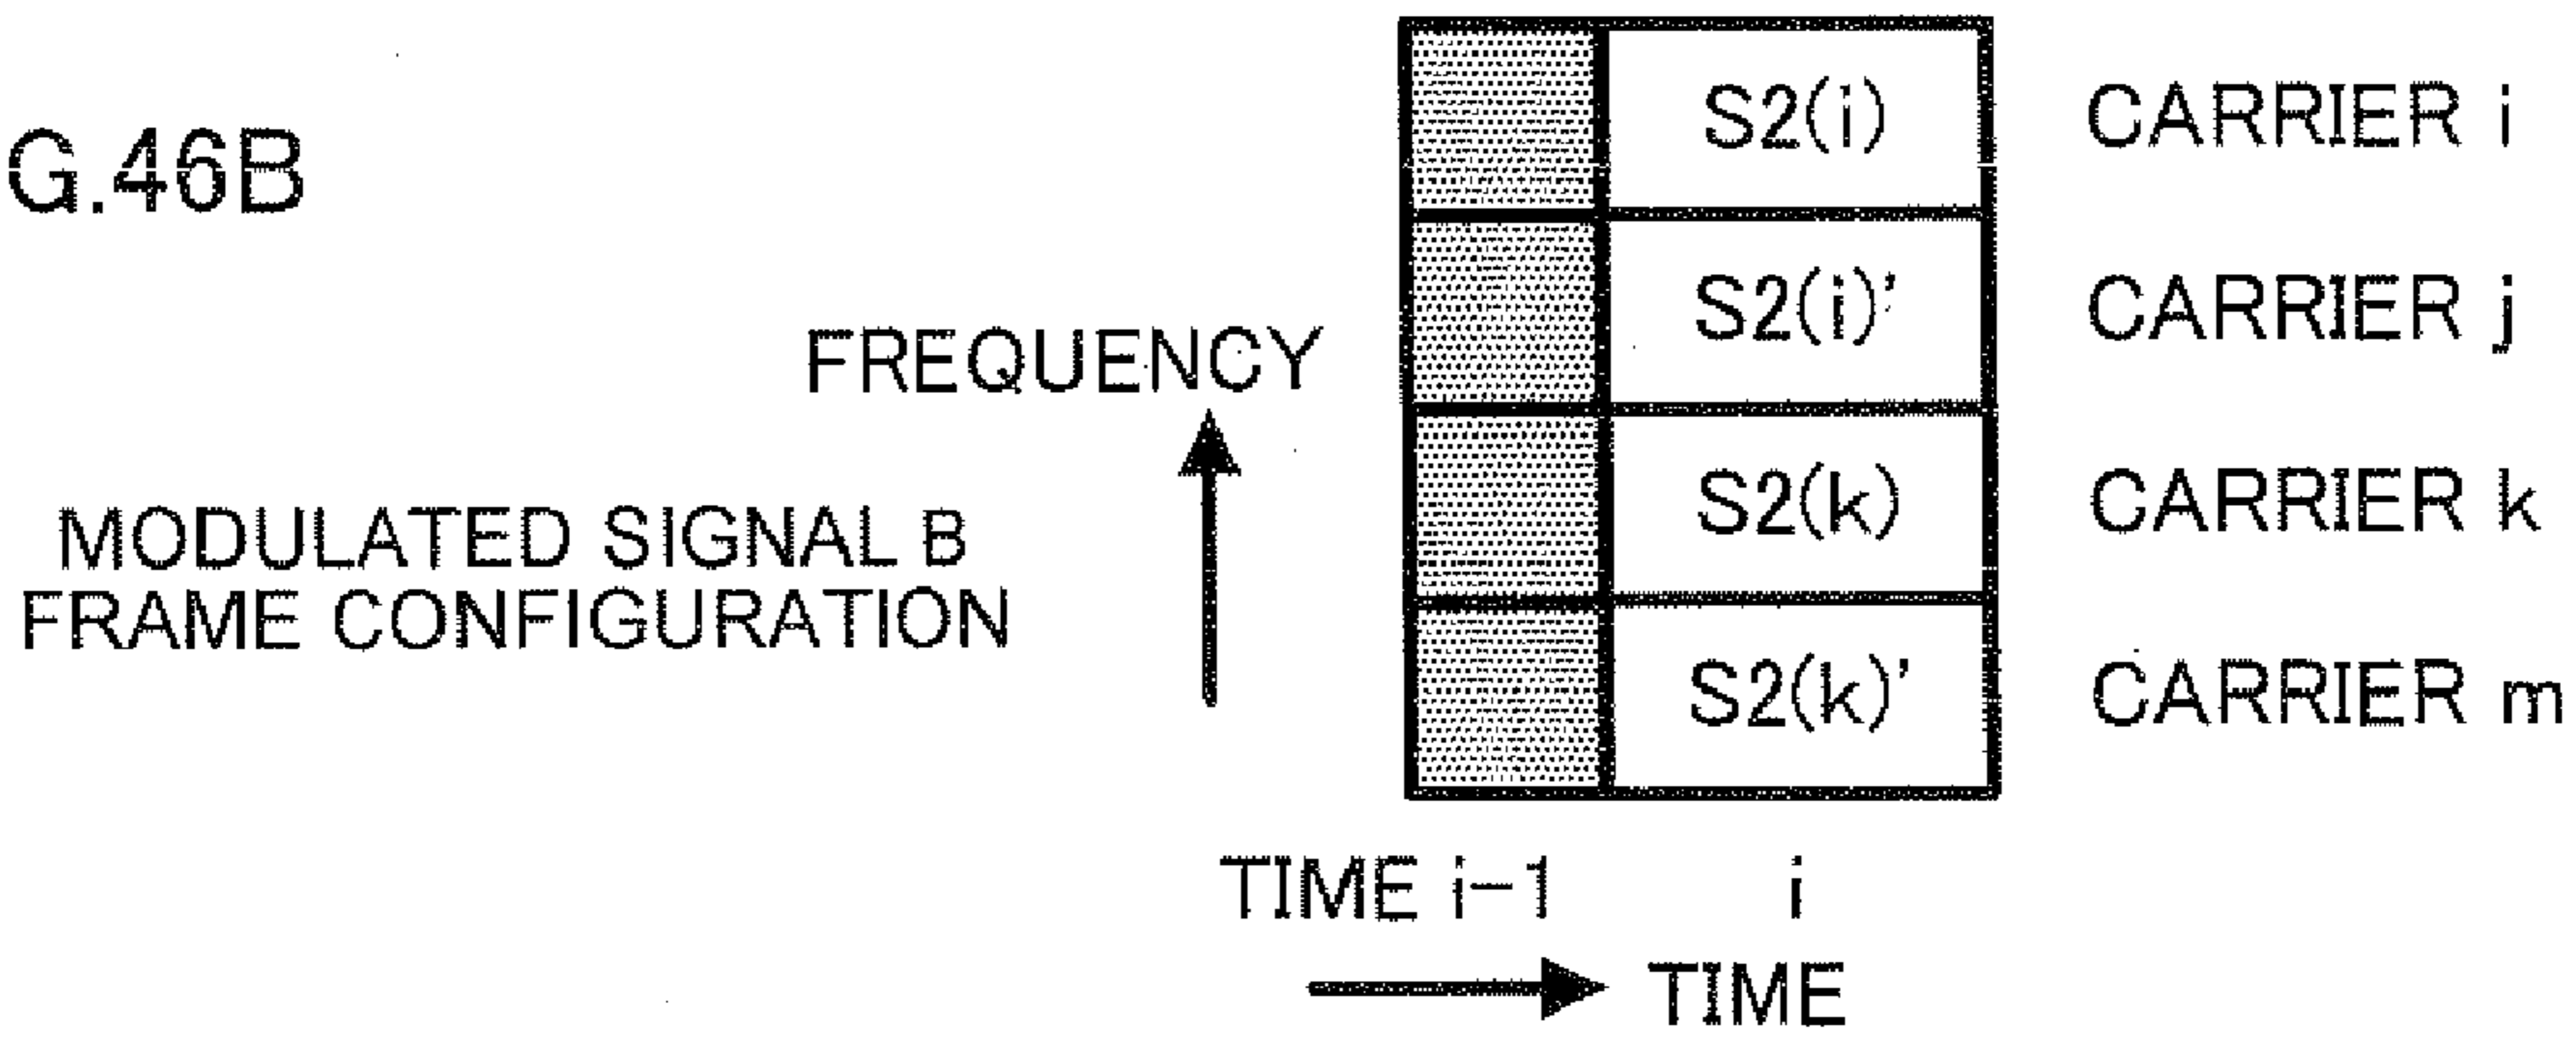 G.46B
S2(i) CARRIER i
S2(i)' CARRIER j
FREQUENCY
S2(k) CARRIER k
MODULATED SIGNAL B
FRAME CONFIGURATION
S2(k)' CARRIER m
TIME i-1 i
TIME